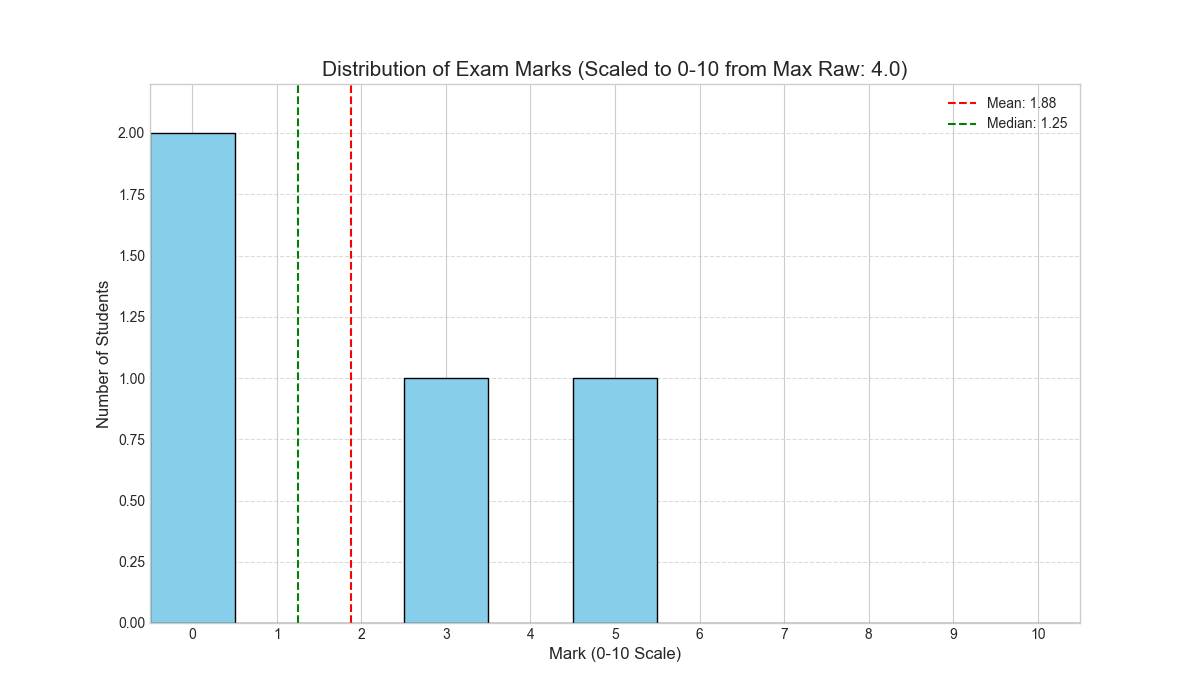 Distribution of Exam Marks (Scaled to 0-10 from Max Raw: 4.0)
Mean: 1.88
Median: 1.25
Number of Students
2.00
1.75
1.50
1.25
1.00
0.75
0.50
0.25
0.00
0 1 2 3 4 5 6 7 8 9 10
Mark (0-10 Scale)